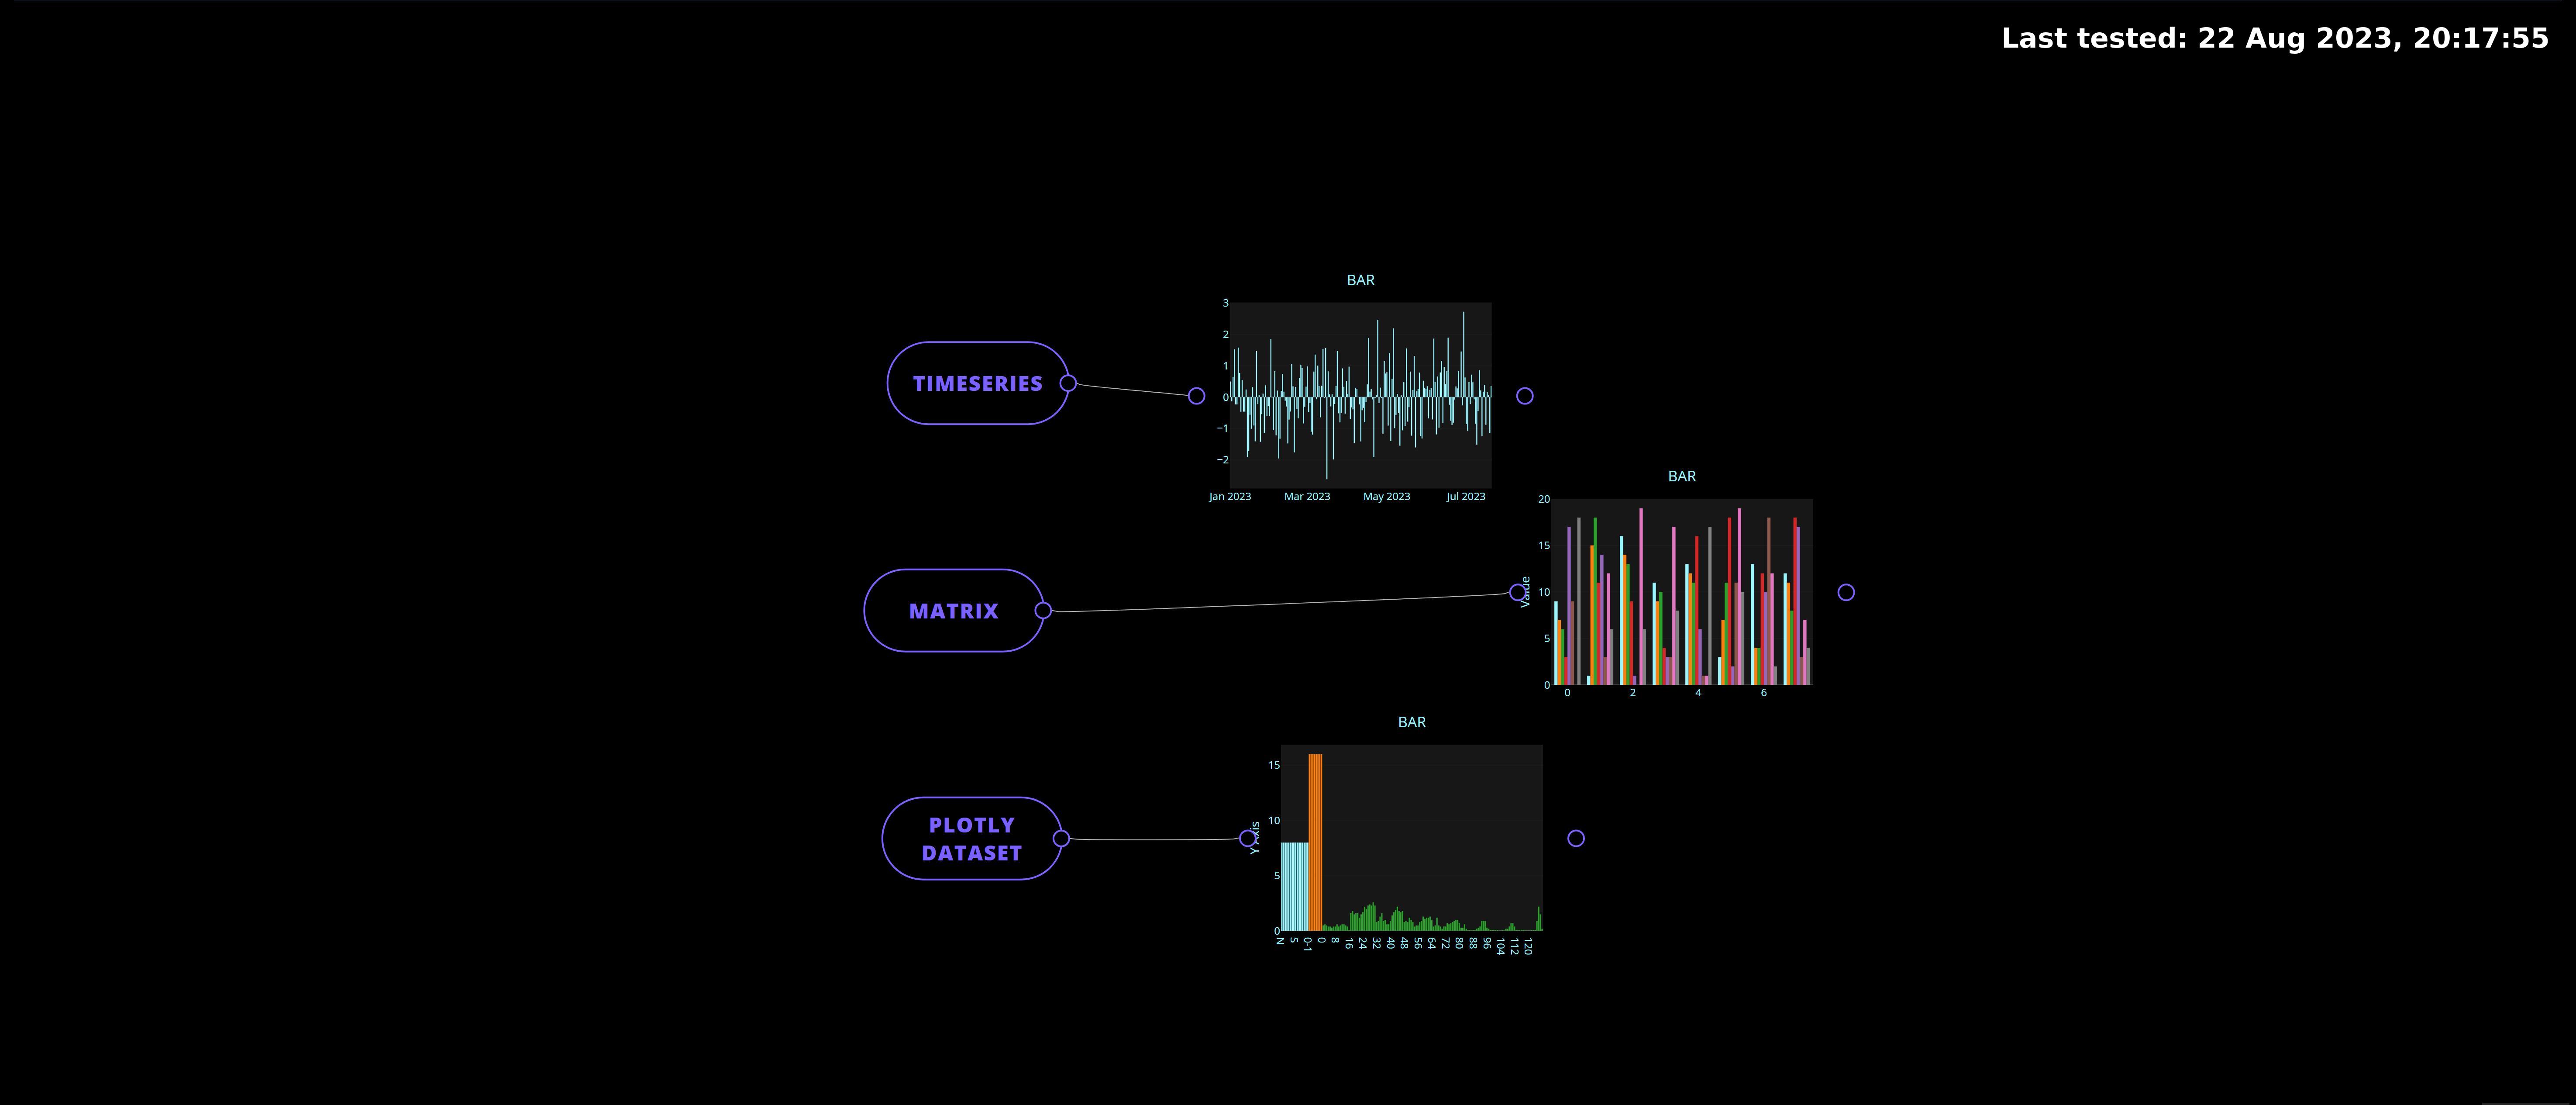 Last tested: 22 Aug 2023, 20:17:55
BAR
3
2
1
0
−1
−2
Jan 2023 Mar 2023 May 2023 Jul 2023
TIMESERIES
BAR
20
15
10
5
0
Value
0 2 4 6
MATRIX
BAR
15
10
5
0
Y Axis
N S 0-1 0 8 16 24 32 40 48 56 64 72 80 88 96 104 112 120
PLOTLY
DATASET